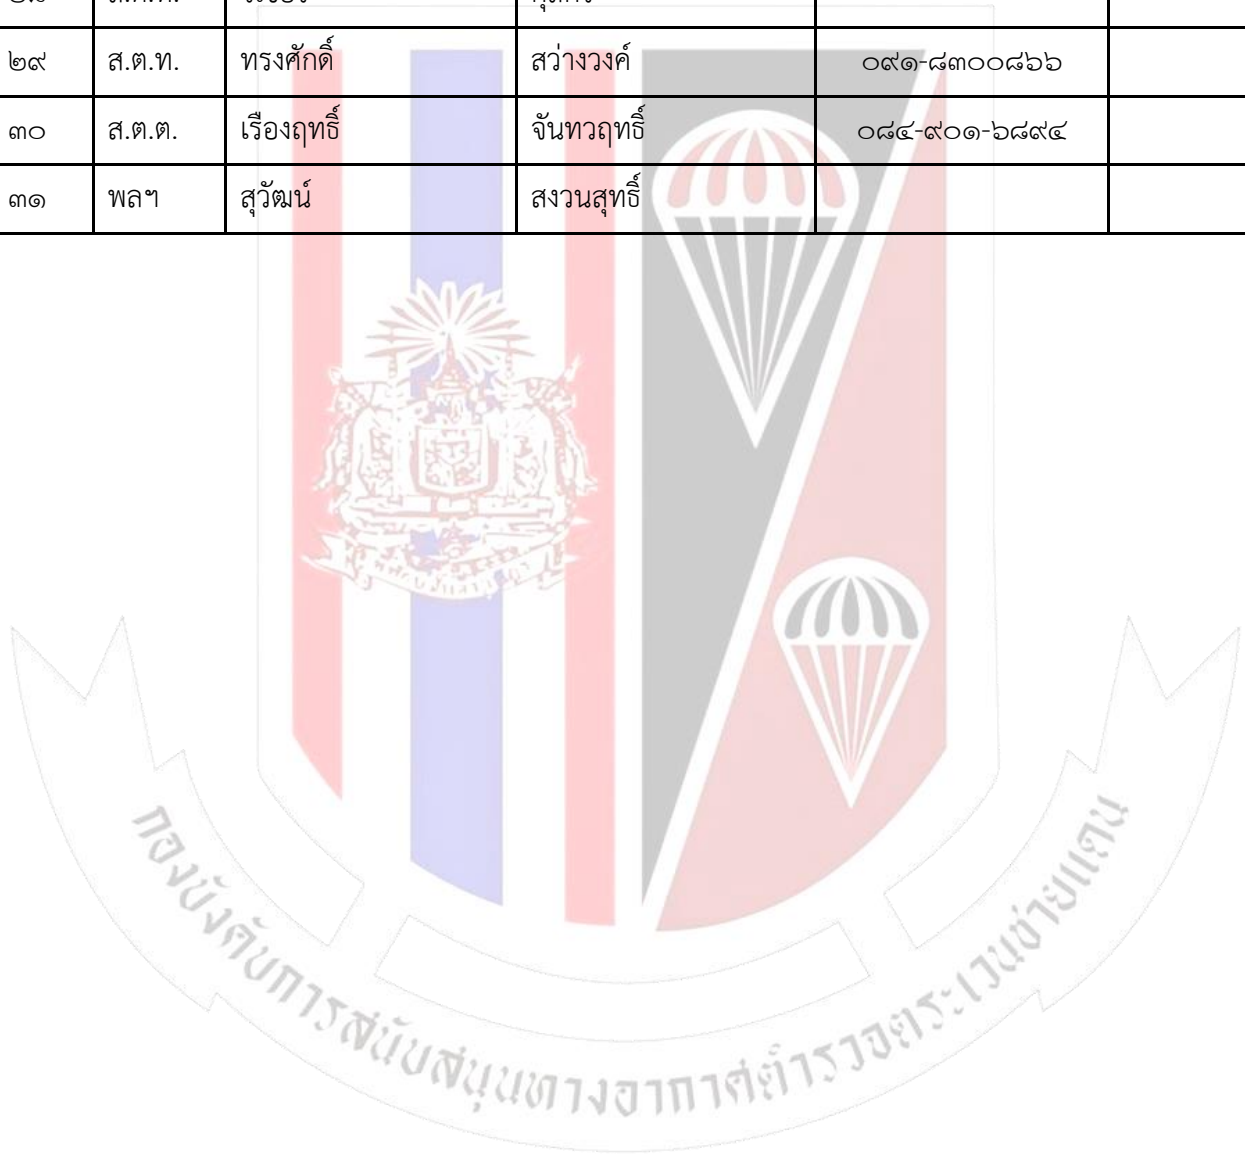 ๒๙ ส.ต.ท. ทรงศักดิ์ สว่างวงค์ ๐๙๑-๘๓๐๐๘๖๖
๓๐ ส.ต.ต. เรืองฤทธิ์ จันทวฤทธิ์ ๐๘๔-๙๐๑-๖๘๙๔
๓๑ พลฯ สุวัฒน์ สงวนสุทธิ์
กองบังคับการสนับสนุนทางอากาศตำรวจตระเวนชายแดน